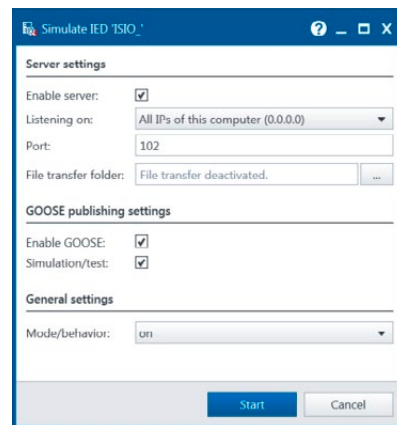 Simulate IED 'ISIO_'
Server settings
Enable server:
Listening on: All IPs of this computer (0.0.0.0)
Port: 102
File transfer folder: File transfer deactivated. ...
GOOSE publishing settings
Enable GOOSE:
Simulation/test:
General settings
Mode/behavior: on
Start Cancel